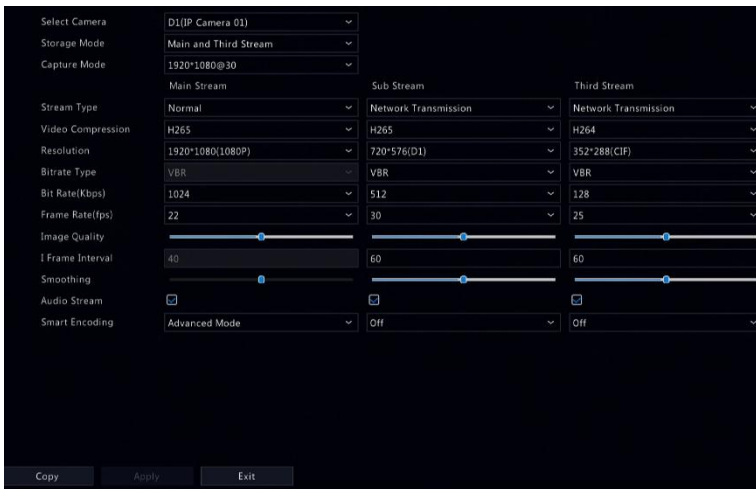 Select Camera D1(IP Camera 01)
Storage Mode Main and Third Stream
Capture Mode 1920*1080@30
Main Stream Sub Stream Third Stream
Stream Type Normal Network Transmission Network Transmission
Video Compression H265 H265 H264
Resolution 1920*1080(1080P) 720*576(D1) 352*288(CIF)
Bitrate Type VBR VBR VBR
Bit Rate(Kbps) 1024 512 128
Frame Rate(fps) 22 30 25
Image Quality
I Frame Interval 40 60 60
Smoothing
Audio Stream
Smart Encoding Advanced Mode Off Off
Copy Apply Exit